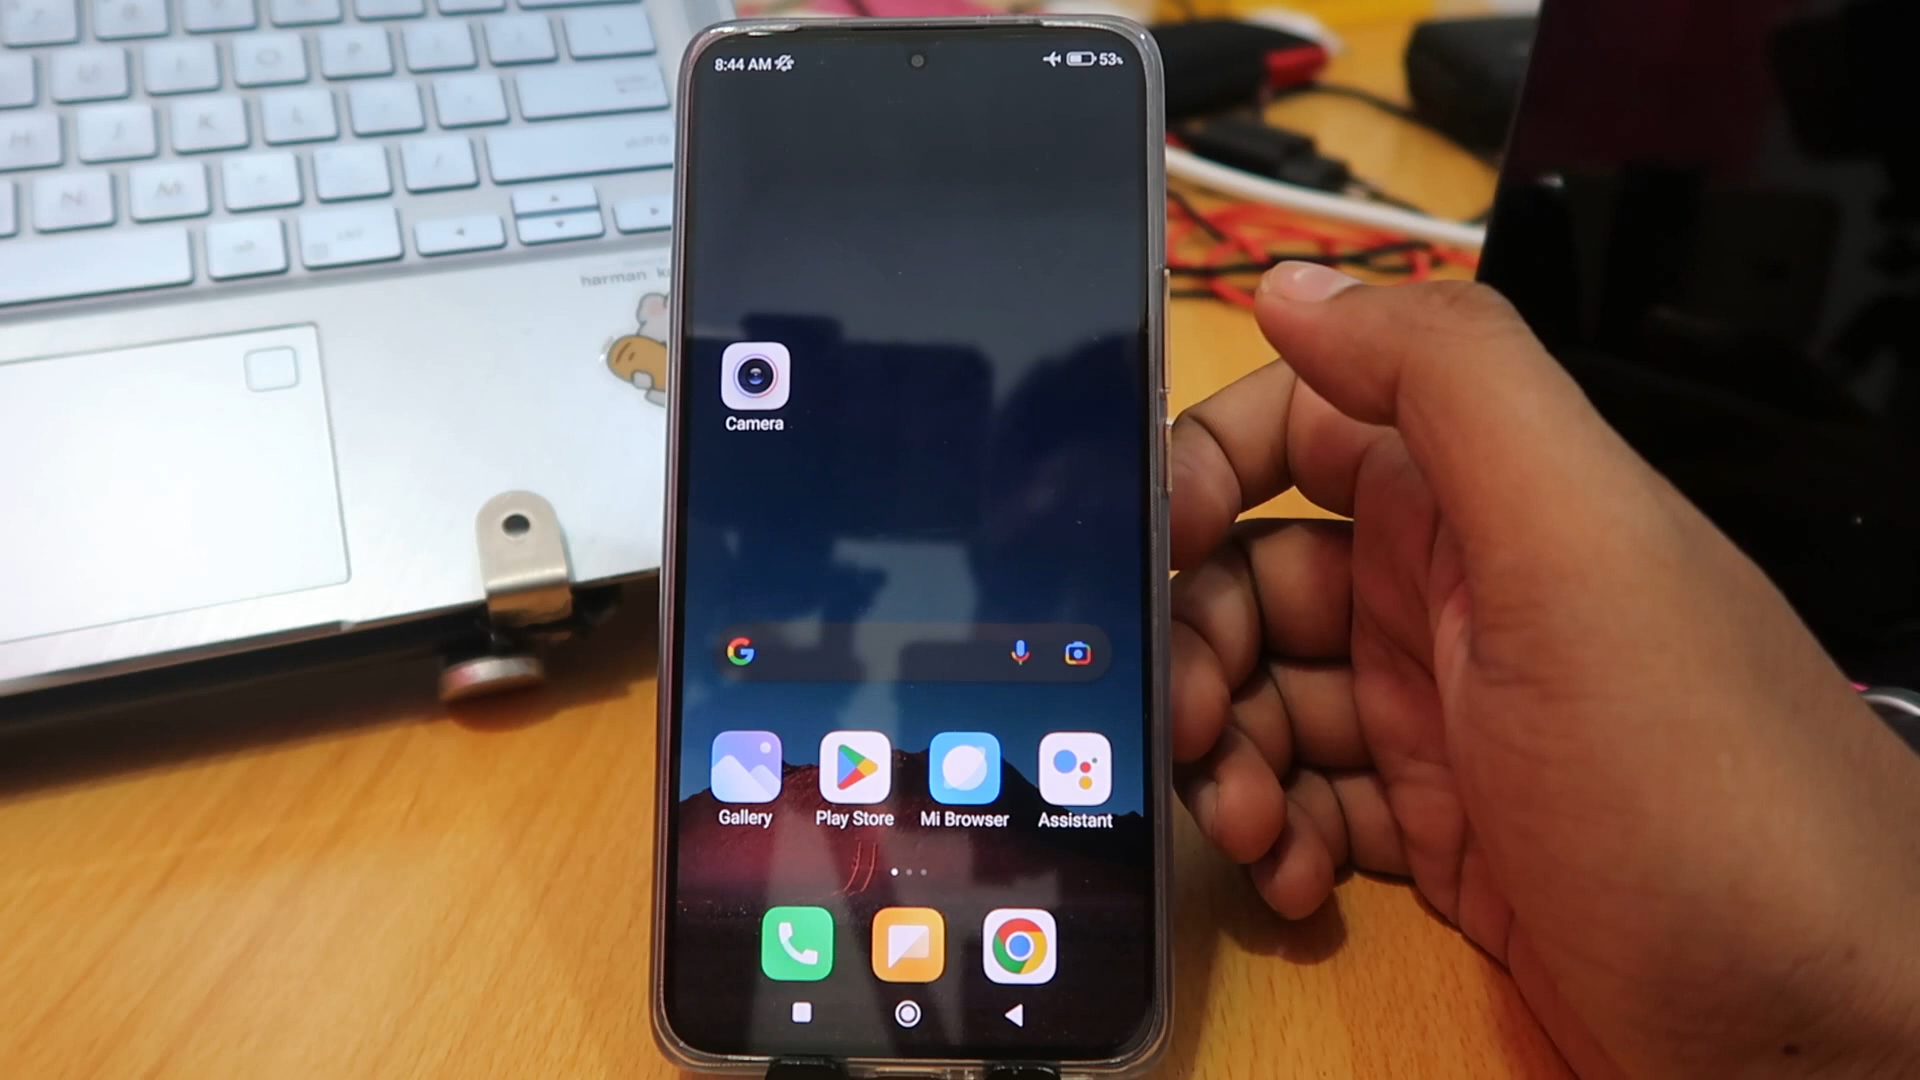 8:44 AM
53%
Camera
Gallery
Play Store
Mi Browser
Assistant
O
P
H
J
K
L
N
M
harman k